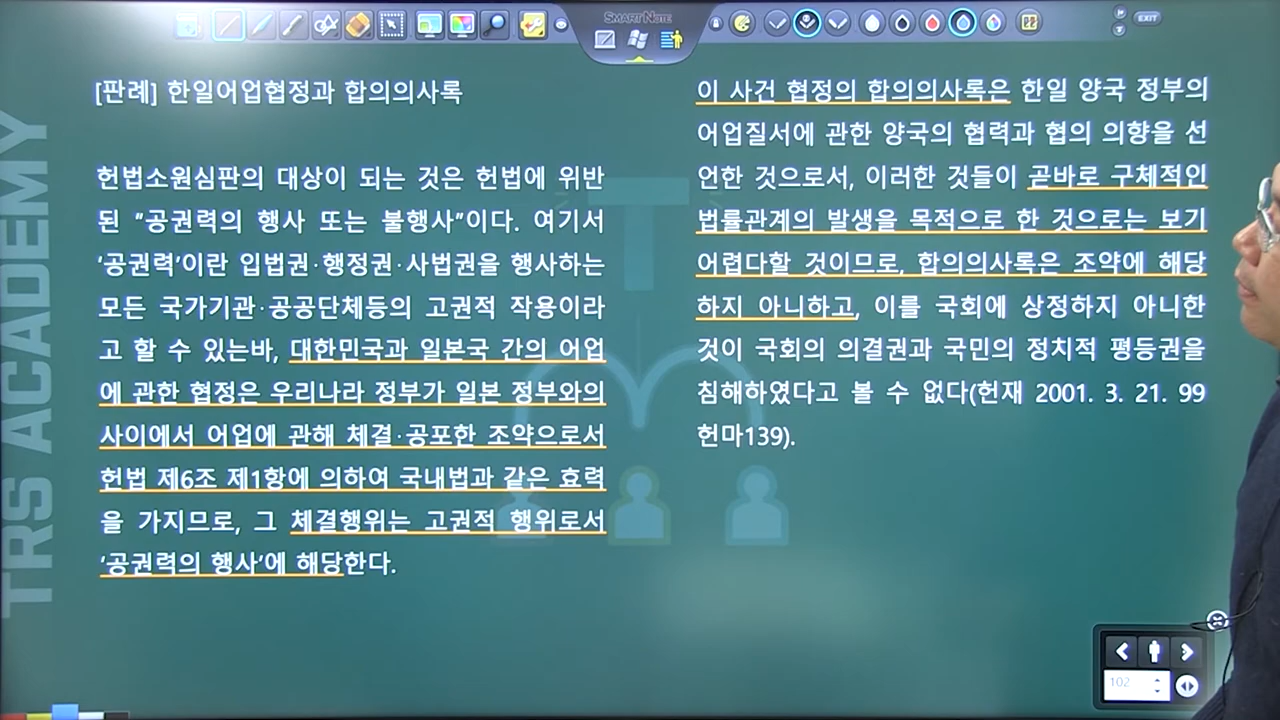 SMART NOTE
EXIT
[판례] 한일어업협정과 합의의사록
헌법소원심판의 대상이 되는 것은 헌법에 위반
된 “공권력의 행사 또는 불행사”이다. 여기서
‘공권력’이란 입법권·행정권·사법권을 행사하는
모든 국가기관·공공단체등의 고권적 작용이라
고 할 수 있는바, 대한민국과 일본국 간의 어업
에 관한 협정은 우리나라 정부가 일본 정부와의
사이에서 어업에 관해 체결·공포한 조약으로서
헌법 제6조 제1항에 의하여 국내법과 같은 효력
을 가지므로, 그 체결행위는 고권적 행위로서
‘공권력의 행사’에 해당한다.
이 사건 협정의 합의의사록은 한일 양국 정부의
어업질서에 관한 양국의 협력과 협의 의향을 선
언한 것으로서, 이러한 것들이 곧바로 구체적인
법률관계의 발생을 목적으로 한 것으로는 보기
어렵다할 것이므로, 합의의사록은 조약에 해당
하지 아니하고, 이를 국회에 상정하지 아니한
것이 국회의 의결권과 국민의 정치적 평등권을
침해하였다고 볼 수 없다(헌재 2001. 3. 21. 99
헌마139).
TRS ACADEMY
102